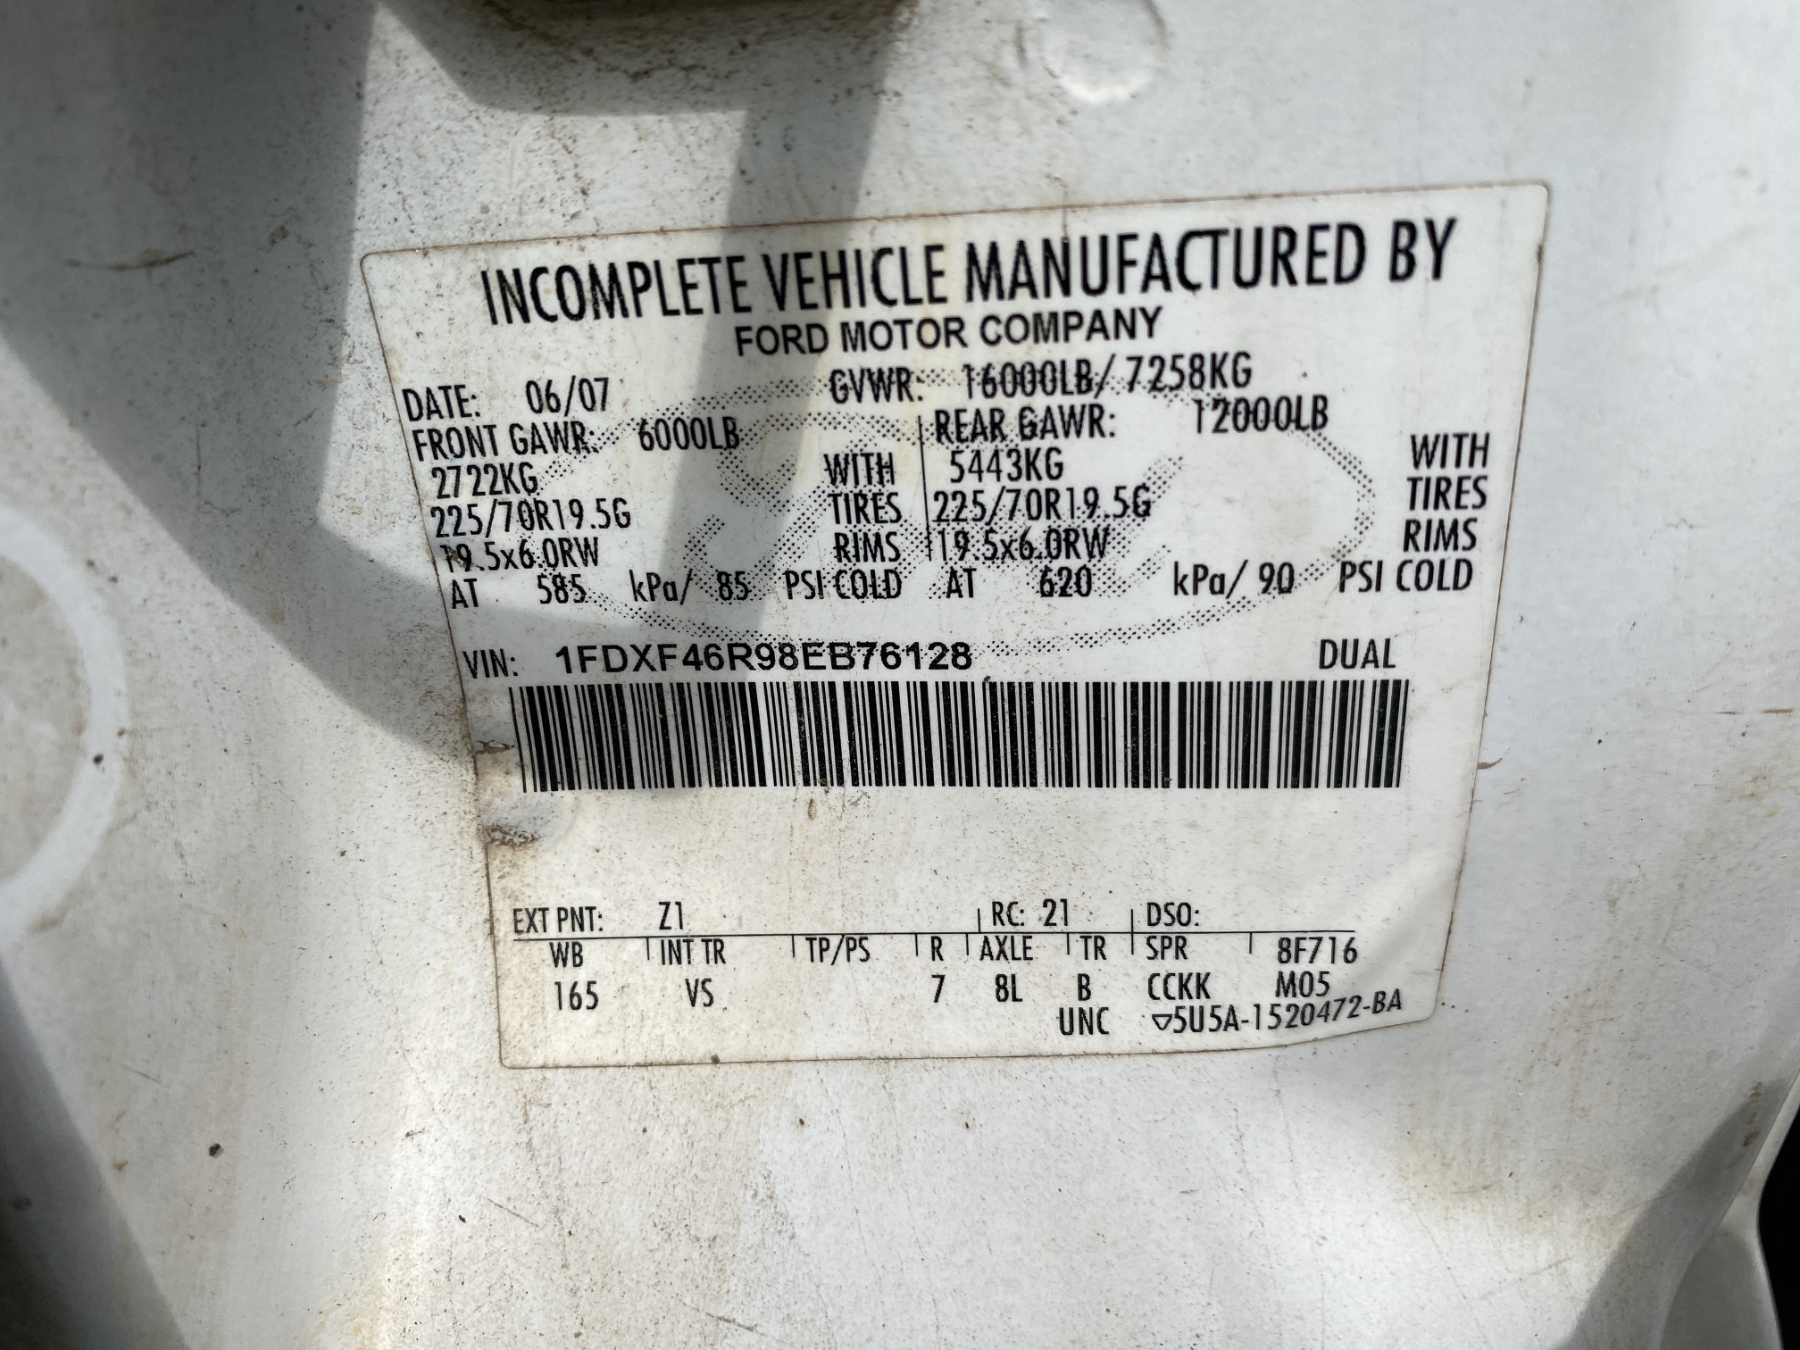 INCOMPLETE VEHICLE MANUFACTURED BY
FORD MOTOR COMPANY
DATE: 06/07 GVWR: 16000LB/ 7258KG
FRONT GAWR: 6000LB REAR GAWR: 12000LB
2722KG WITH 5443KG WITH
225/70R19.5G TIRES 225/70R19.5G TIRES
19.5x6.0RW RIMS 19.5x6.0RW RIMS
AT 585 kPa/ 85 PSI COLD AT 620 kPa/ 90 PSI COLD
VIN: 1FDXF46R98EB76128 DUAL
EXT PNT: Z1 RC: 21 DSO:
WB INT TR TP/PS R AXLE TR SPR 8F716
165 VS 7 8L B CCKK M05
UNC ▽5U5A-1520472-BA